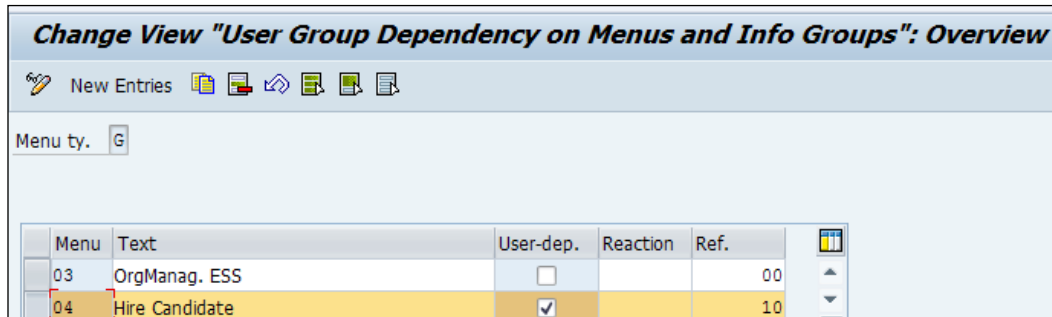 Change View "User Group Dependency on Menus and Info Groups": Overview
New Entries
Menu ty. G
Menu Text User-dep. Reaction Ref.
03 OrgManag. ESS 00
04 Hire Candidate 10